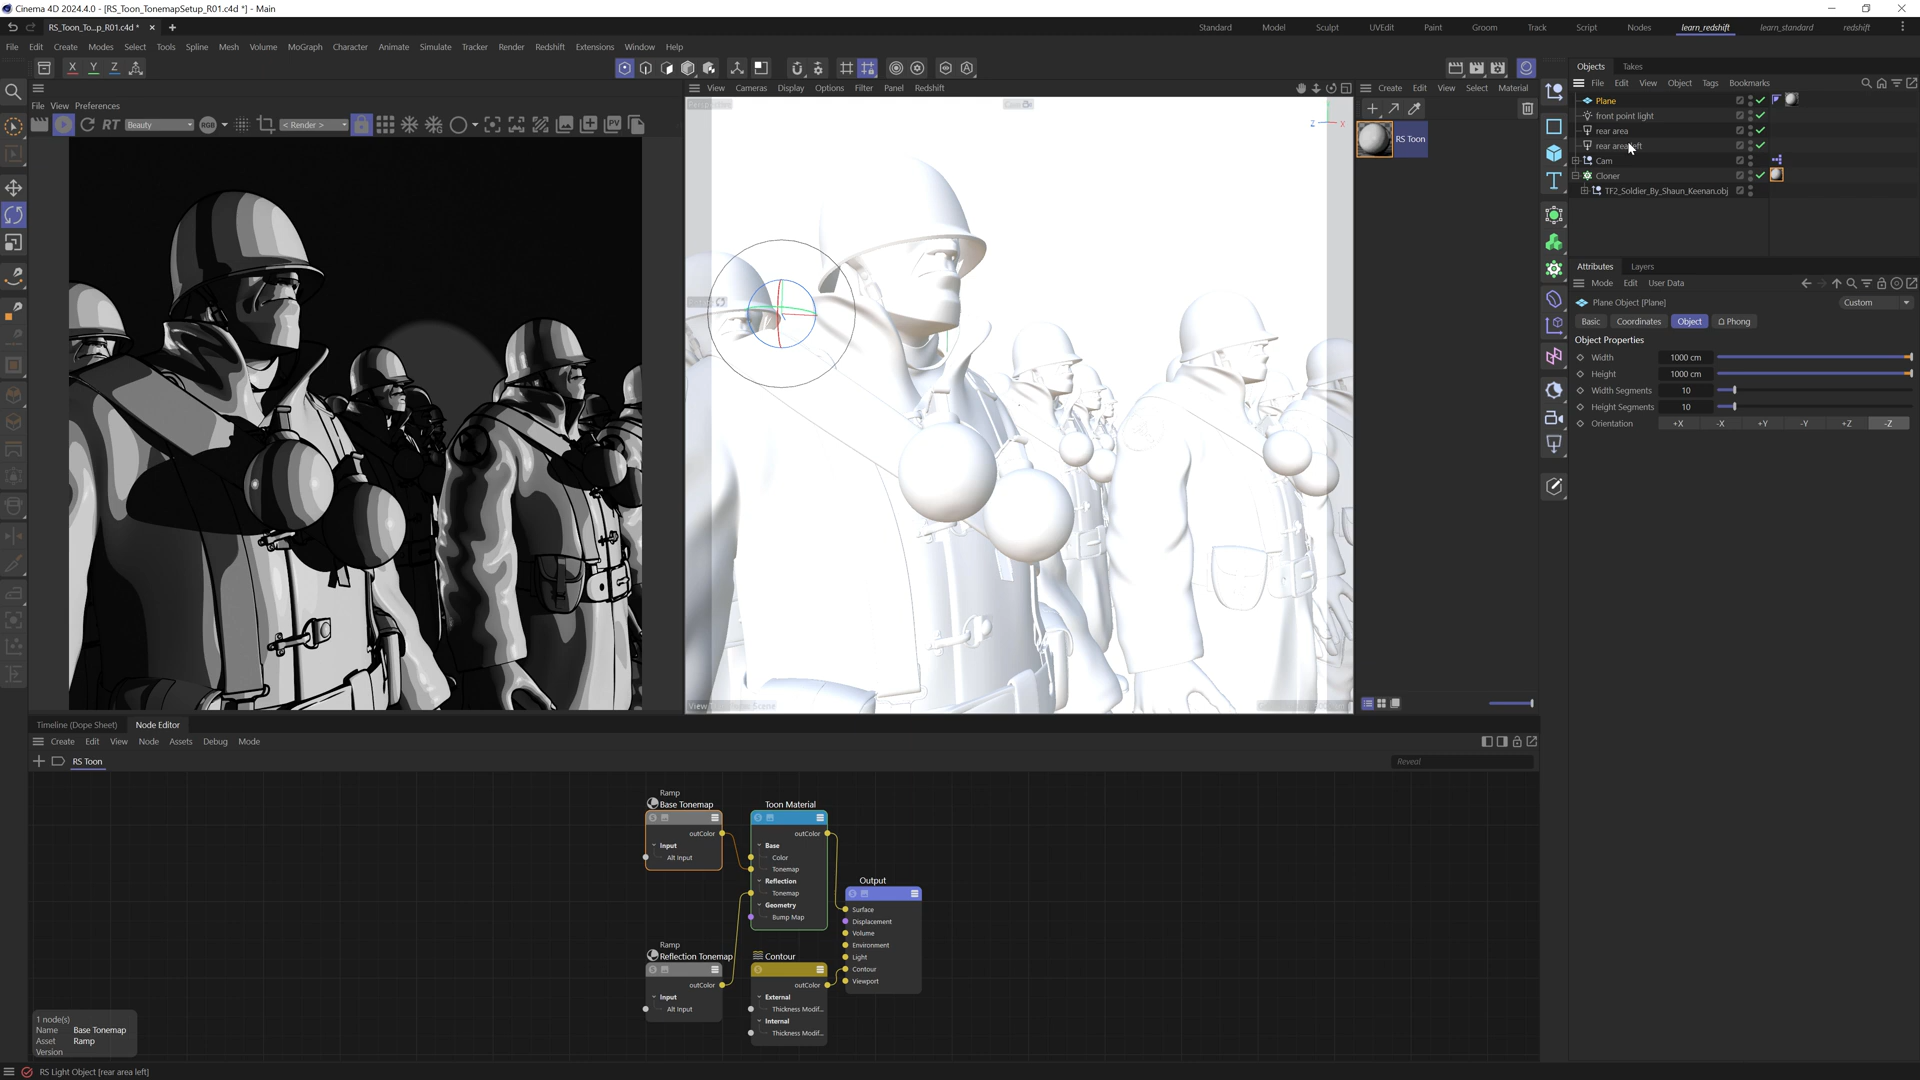 Cinema 4D 2024.4.0 - [RS_Toon_TonemapSetup_R01.c4d *] - Main
RS_Toon_To...p_R01.c4d *
Standard Model Sculpt UVEdit Paint Groom Track Script Nodes learn_redshift learn_standard redshift
File Edit Create Modes Select Tools Spline Mesh Volume MoGraph Character Animate Simulate Tracker Render Redshift Extensions Window Help
X Y Z
Objects Takes
File Edit View Object Tags Bookmarks
View Cameras Display Options Filter Panel Redshift
Create Edit View Select Material
File View Preferences
RT Beauty RGB < Render > PV
Z X
RS Toon
Plane
front point light
rear area
rear area left
Cam
Cloner
TF2_Soldier_By_Shaun_Keenan.obj
Attributes Layers
Mode Edit User Data
Plane Object [Plane] Custom
Basic Coordinates Object Phong
Object Properties
Width 1000 cm
Height 1000 cm
Width Segments 10
Height Segments 10
Orientation +X -X +Y -Y +Z -Z
Timeline (Dope Sheet) Node Editor
Create Edit View Node Assets Debug Mode
RS Toon
Reveal
Ramp
Base Tonemap
outColor
Input
Alt Input
Toon Material
outColor
Base
Color
Tonemap
Reflection
Tonemap
Geometry
Bump Map
Output
Surface
Displacement
Volume
Environment
Light
Contour
Viewport
Ramp
Reflection Tonemap
outColor
Input
Alt Input
Contour
outColor
External
Thickness Modif...
Internal
Thickness Modif...
1 node(s)
Name Base Tonemap
Asset Ramp
Version
RS Light Object [rear area left]